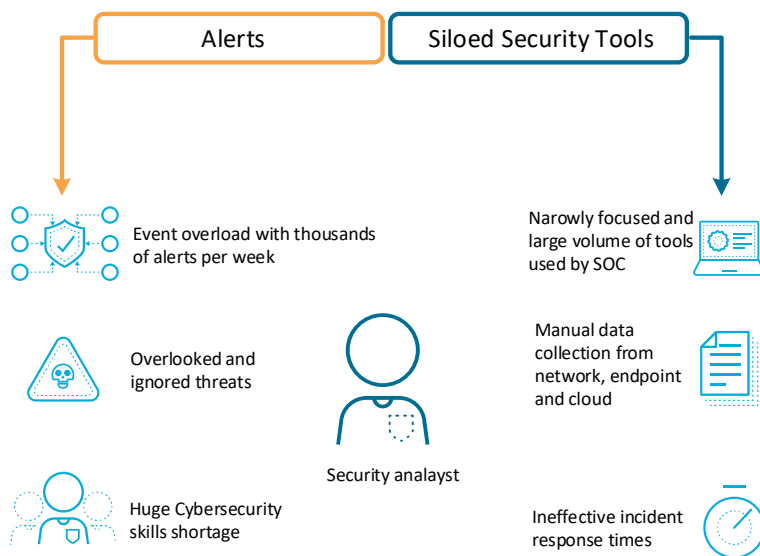 Alerts
Siloed Security Tools
Event overload with thousands
of alerts per week
Narowly focused and
large volume of tools
used by SOC
Overlooked and
ignored threats
Manual data
collection from
network, endpoint
and cloud
Security analayst
Huge Cybersecurity
skills shortage
Ineffective incident
response times